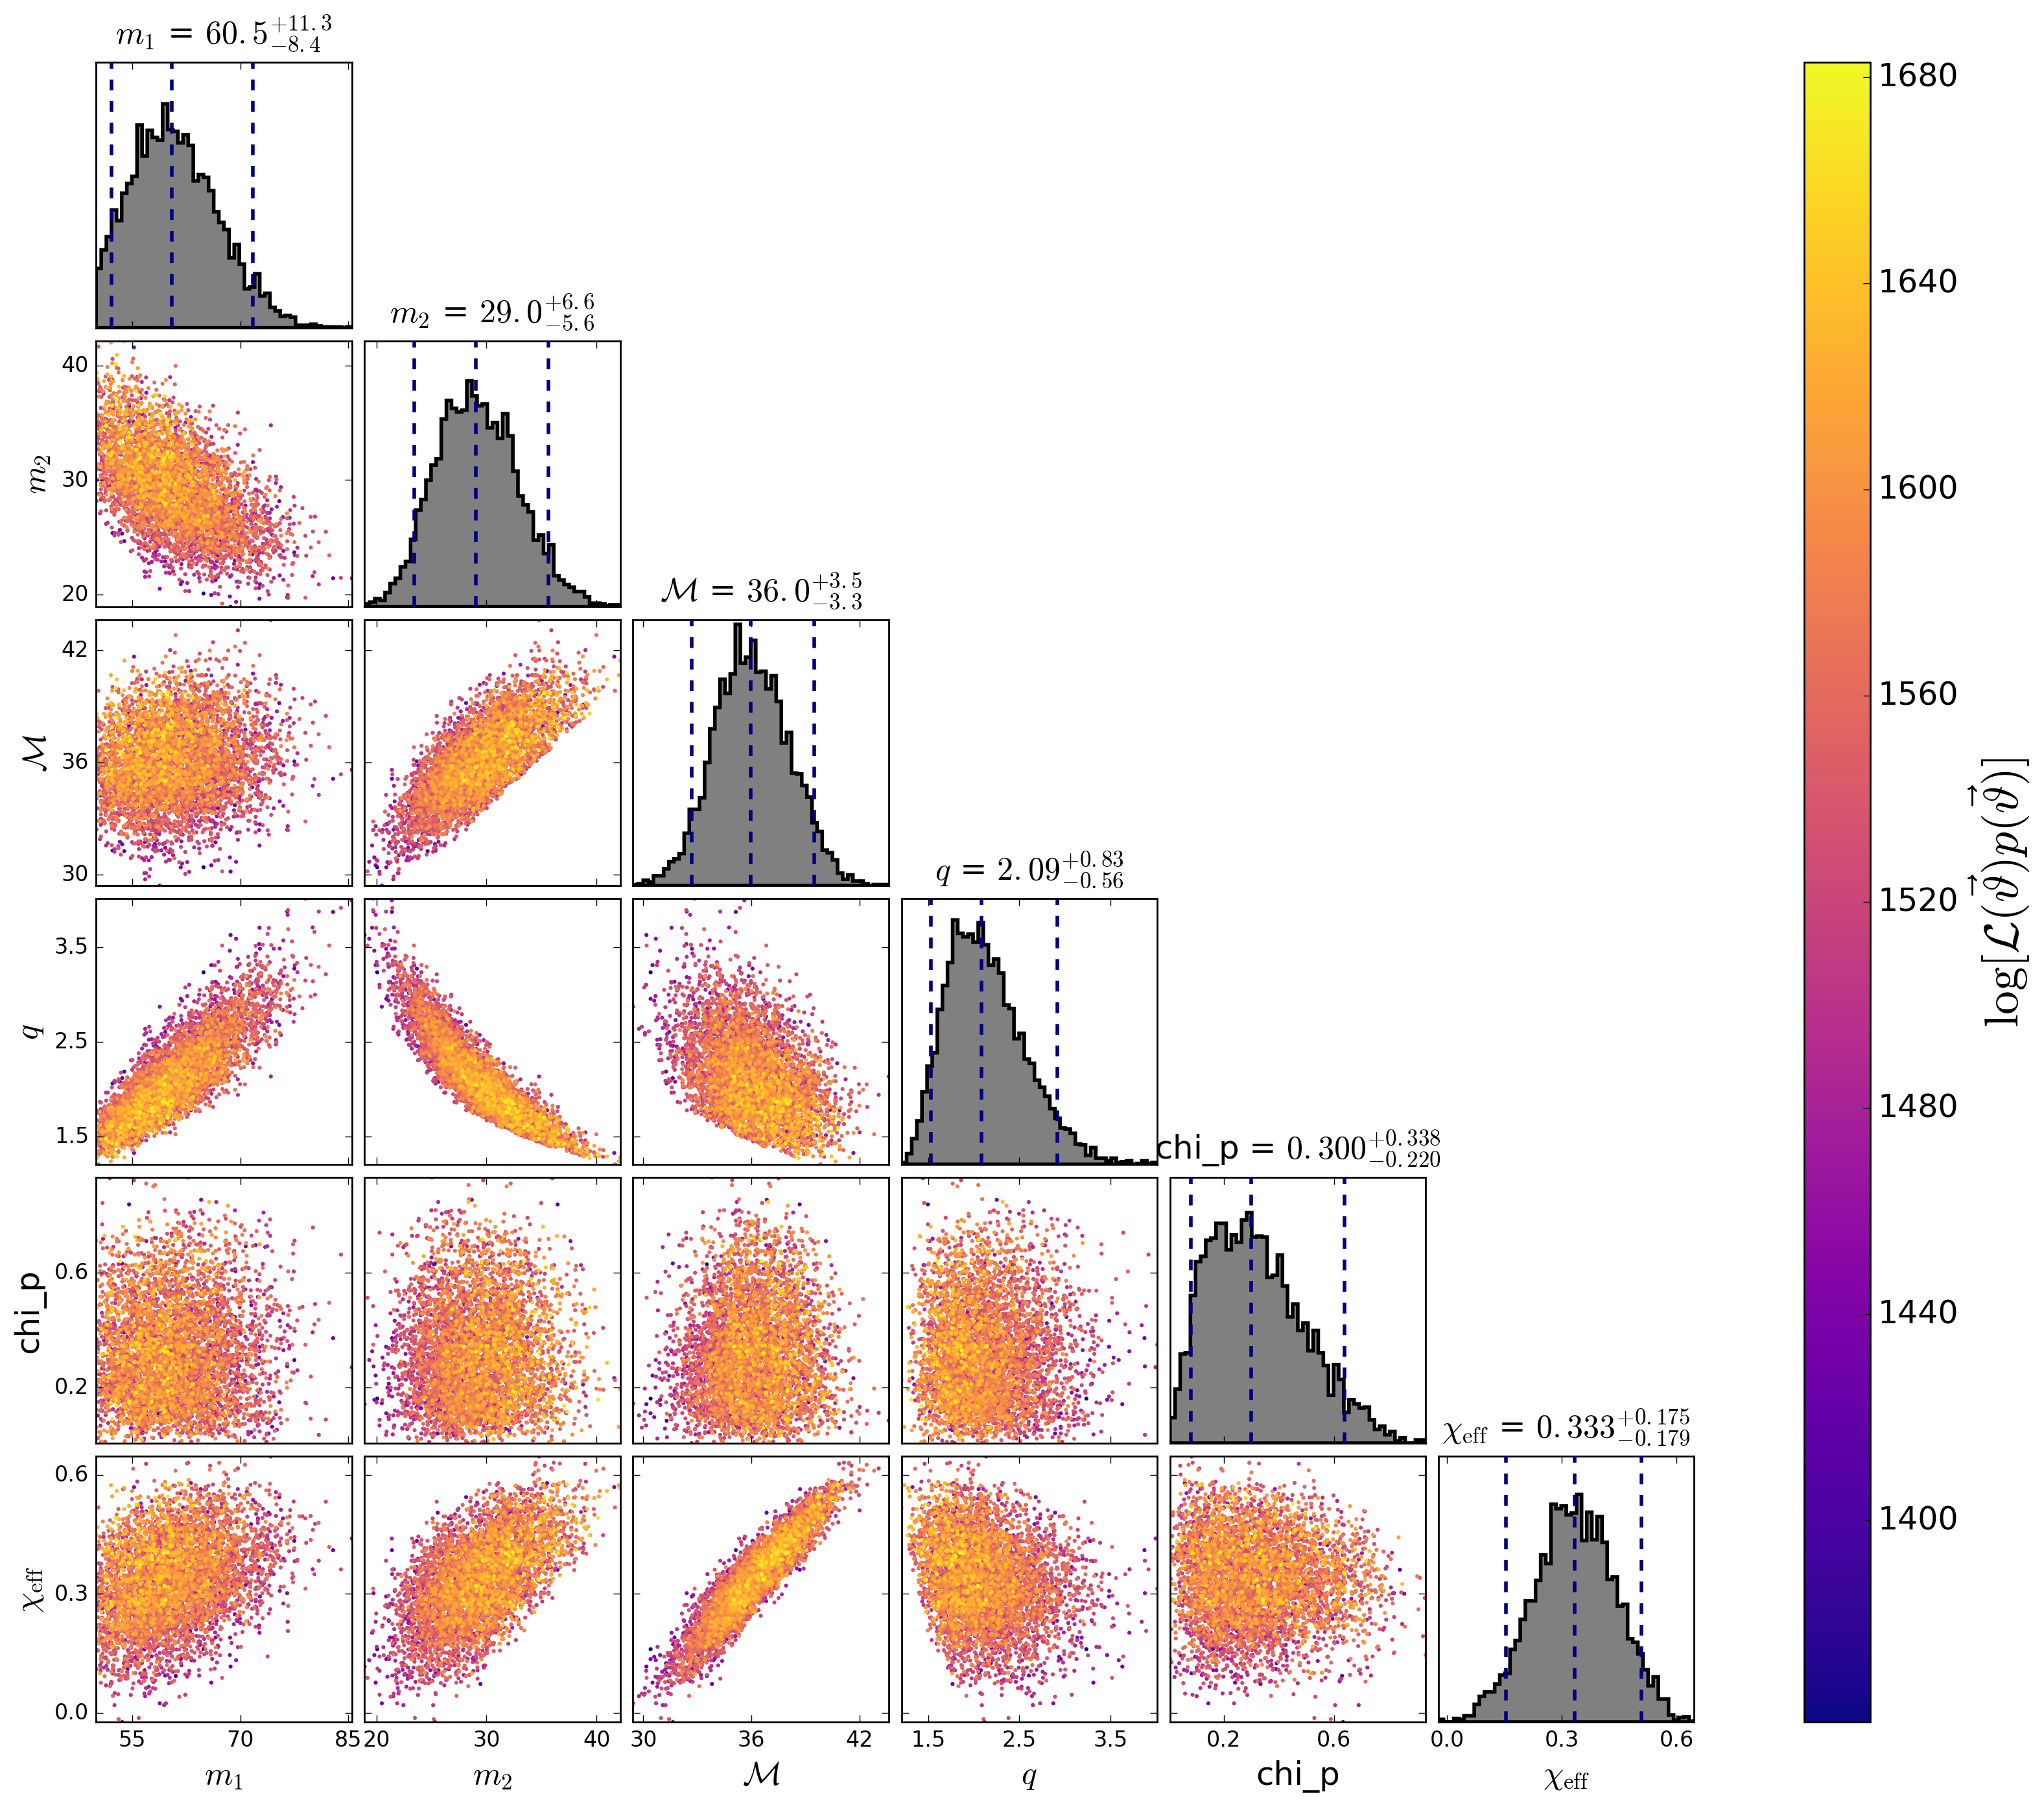 m₁ = 60.5 +11.3 −8.4
1680
1640
1600
1560
1520
1480
1440
1400
log[ℒ(ϑ⃗)p(ϑ⃗)]
m₂ = 29.0 +6.6 −5.6
40
30
20
m₂
ℳ = 36.0 +3.5 −3.3
42
36
30
ℳ
q = 2.09 +0.83 −0.56
3.5
2.5
1.5
q
chi_p = 0.300 +0.338 −0.220
0.6
0.2
chi_p
χeff = 0.333 +0.175 −0.179
0.6
0.3
0.0
χeff
55 70 85 20 30 40 30 36 42 1.5 2.5 3.5 0.2 0.6 0.0 0.3 0.6
m₁ m₂ ℳ q chi_p χeff